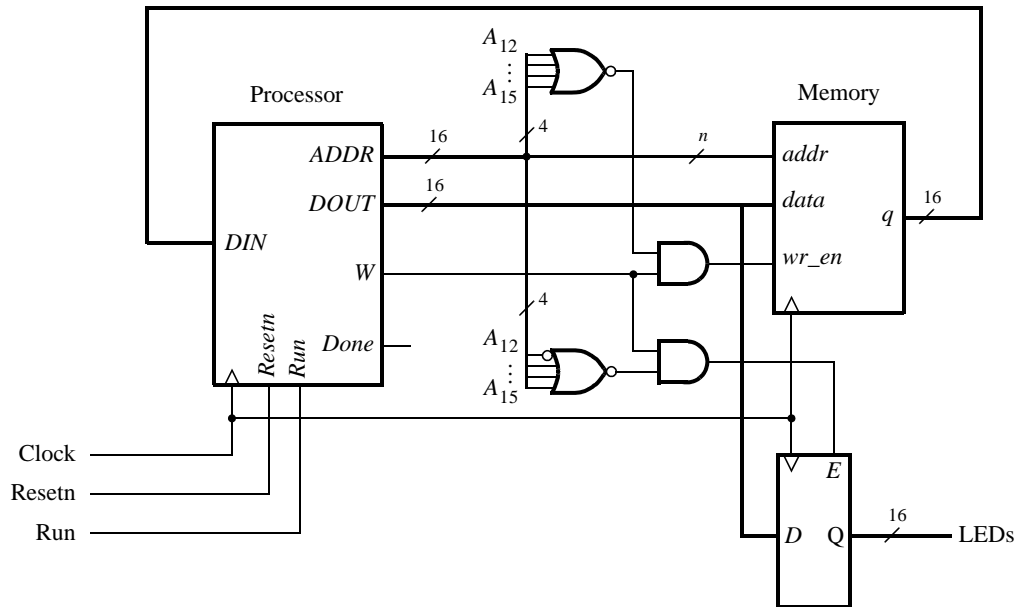 A12
⋮
A15
Processor
Memory
16
4
n
ADDR
addr
16
DOUT
data
16
q
DIN
W
wr_en
4
Resetn
Run
Done
A12
⋮
A15
Clock
E
Resetn
16
Run
D
Q
LEDs